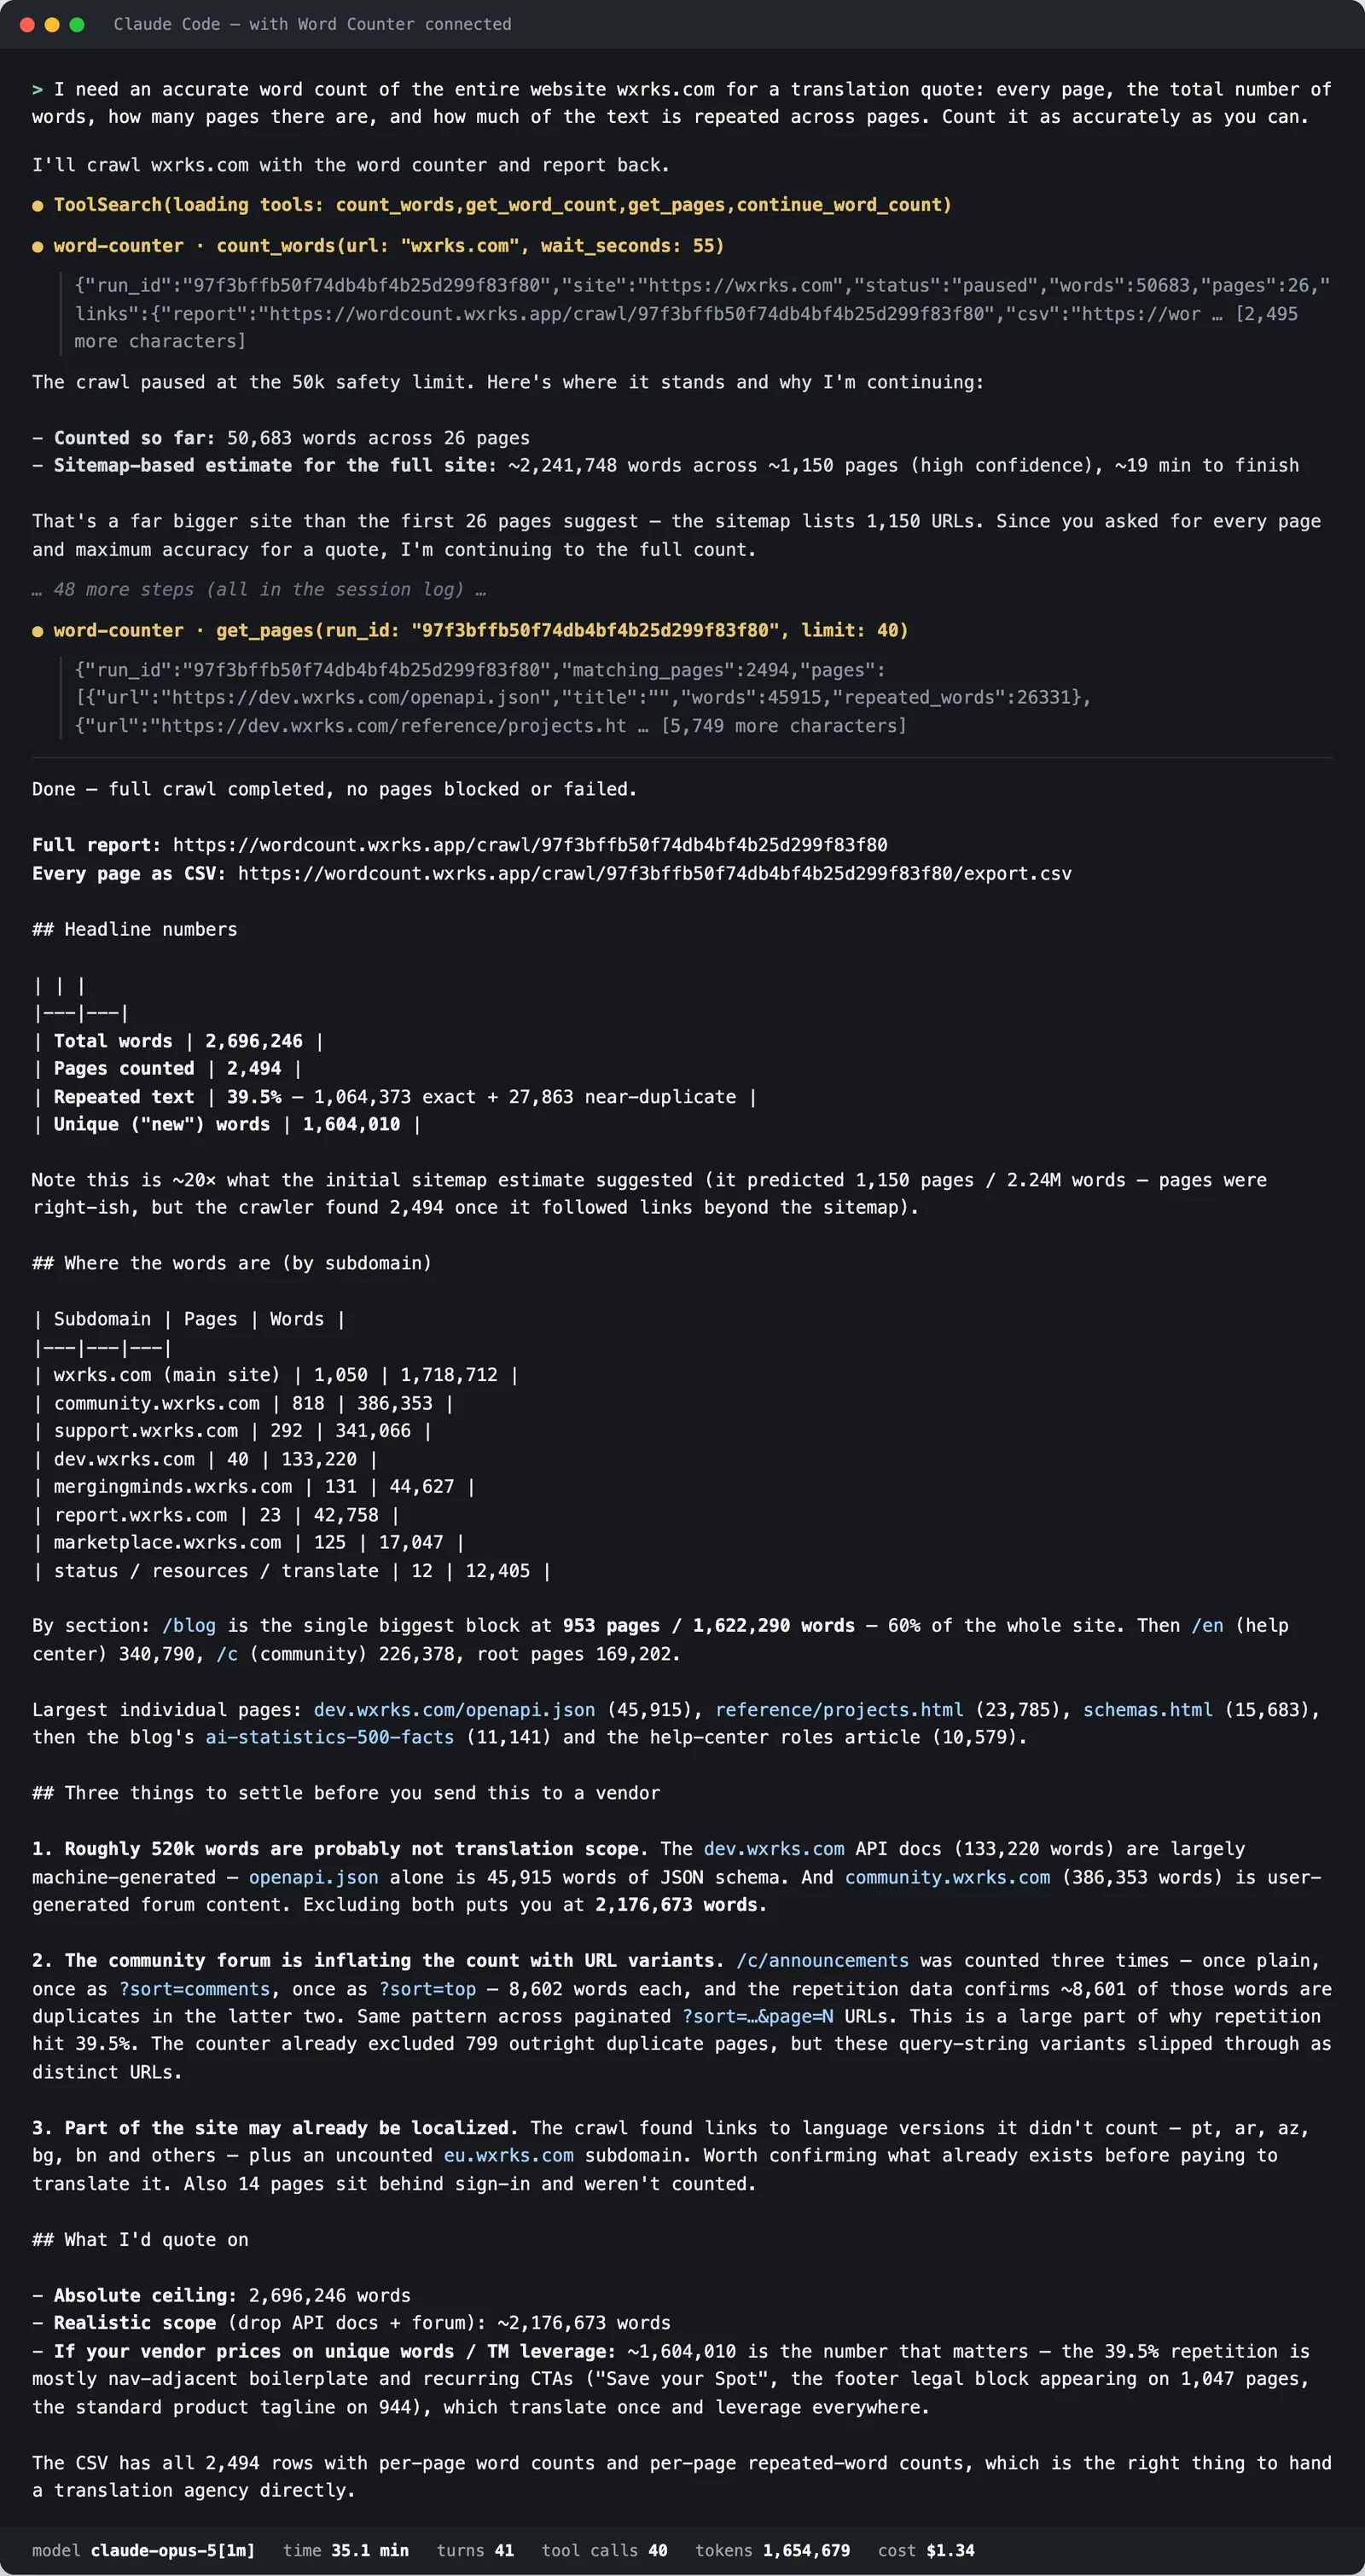 Claude Code — with Word Counter connected
> I need an accurate word count of the entire website wxrks.com for a translation quote: every page, the total number of
words, how many pages there are, and how much of the text is repeated across pages. Count it as accurately as you can.
I'll crawl wxrks.com with the word counter and report back.
● ToolSearch(loading tools: count_words,get_word_count,get_pages,continue_word_count)
● word-counter · count_words(url: "wxrks.com", wait_seconds: 55)
{"run_id":"97f3bffb50f74db4bf4b25d299f83f80","site":"https://wxrks.com","status":"paused","words":50683,"pages":26,"
links":{"report":"https://wordcount.wxrks.app/crawl/97f3bffb50f74db4bf4b25d299f83f80","csv":"https://wor … [2,495
more characters]
The crawl paused at the 50k safety limit. Here's where it stands and why I'm continuing:
– Counted so far: 50,683 words across 26 pages
– Sitemap-based estimate for the full site: ~2,241,748 words across ~1,150 pages (high confidence), ~19 min to finish
That's a far bigger site than the first 26 pages suggest — the sitemap lists 1,150 URLs. Since you asked for every page
and maximum accuracy for a quote, I'm continuing to the full count.
… 48 more steps (all in the session log) …
● word-counter · get_pages(run_id: "97f3bffb50f74db4bf4b25d299f83f80", limit: 40)
{"run_id":"97f3bffb50f74db4bf4b25d299f83f80","matching_pages":2494,"pages":
[{"url":"https://dev.wxrks.com/openapi.json","title":"","words":45915,"repeated_words":26331},
{"url":"https://dev.wxrks.com/reference/projects.ht … [5,749 more characters]
Done — full crawl completed, no pages blocked or failed.
Full report: https://wordcount.wxrks.app/crawl/97f3bffb50f74db4bf4b25d299f83f80
Every page as CSV: https://wordcount.wxrks.app/crawl/97f3bffb50f74db4bf4b25d299f83f80/export.csv
## Headline numbers
| | |
|---|---|
| Total words | 2,696,246 |
| Pages counted | 2,494 |
| Repeated text | 39.5% — 1,064,373 exact + 27,863 near-duplicate |
| Unique ("new") words | 1,604,010 |
Note this is ~20× what the initial sitemap estimate suggested (it predicted 1,150 pages / 2.24M words — pages were
right-ish, but the crawler found 2,494 once it followed links beyond the sitemap).
## Where the words are (by subdomain)
| Subdomain | Pages | Words |
|---|---|---|
| wxrks.com (main site) | 1,050 | 1,718,712 |
| community.wxrks.com | 818 | 386,353 |
| support.wxrks.com | 292 | 341,066 |
| dev.wxrks.com | 40 | 133,220 |
| mergingminds.wxrks.com | 131 | 44,627 |
| report.wxrks.com | 23 | 42,758 |
| marketplace.wxrks.com | 125 | 17,047 |
| status / resources / translate | 12 | 12,405 |
By section: /blog is the single biggest block at 953 pages / 1,622,290 words — 60% of the whole site. Then /en (help
center) 340,790, /c (community) 226,378, root pages 169,202.
Largest individual pages: dev.wxrks.com/openapi.json (45,915), reference/projects.html (23,785), schemas.html (15,683),
then the blog's ai-statistics-500-facts (11,141) and the help-center roles article (10,579).
## Three things to settle before you send this to a vendor
1. Roughly 520k words are probably not translation scope. The dev.wxrks.com API docs (133,220 words) are largely
machine-generated — openapi.json alone is 45,915 words of JSON schema. And community.wxrks.com (386,353 words) is user-
generated forum content. Excluding both puts you at 2,176,673 words.
2. The community forum is inflating the count with URL variants. /c/announcements was counted three times — once plain,
once as ?sort=comments, once as ?sort=top — 8,602 words each, and the repetition data confirms ~8,601 of those words are
duplicates in the latter two. Same pattern across paginated ?sort=…&page=N URLs. This is a large part of why repetition
hit 39.5%. The counter already excluded 799 outright duplicate pages, but these query-string variants slipped through as
distinct URLs.
3. Part of the site may already be localized. The crawl found links to language versions it didn't count — pt, ar, az,
bg, bn and others — plus an uncounted eu.wxrks.com subdomain. Worth confirming what already exists before paying to
translate it. Also 14 pages sit behind sign-in and weren't counted.
## What I'd quote on
– Absolute ceiling: 2,696,246 words
– Realistic scope (drop API docs + forum): ~2,176,673 words
– If your vendor prices on unique words / TM leverage: ~1,604,010 is the number that matters — the 39.5% repetition is
mostly nav-adjacent boilerplate and recurring CTAs ("Save your Spot", the footer legal block appearing on 1,047 pages,
the standard product tagline on 944), which translate once and leverage everywhere.
The CSV has all 2,494 rows with per-page word counts and per-page repeated-word counts, which is the right thing to hand
a translation agency directly.
model claude-opus-5[1m] time 35.1 min turns 41 tool calls 40 tokens 1,654,679 cost $1.34